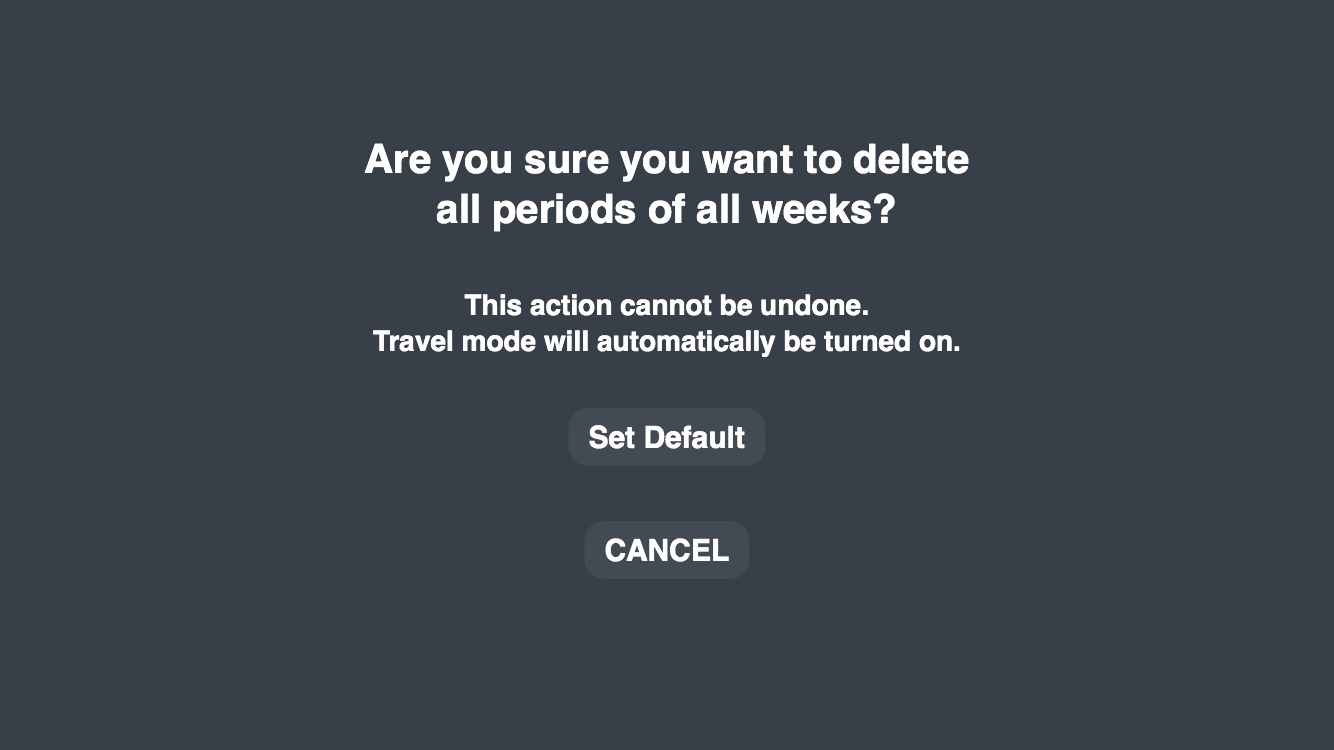 Are you sure you want to delete
all periods of all weeks?
This action cannot be undone.
Travel mode will automatically be turned on.
Set Default
CANCEL